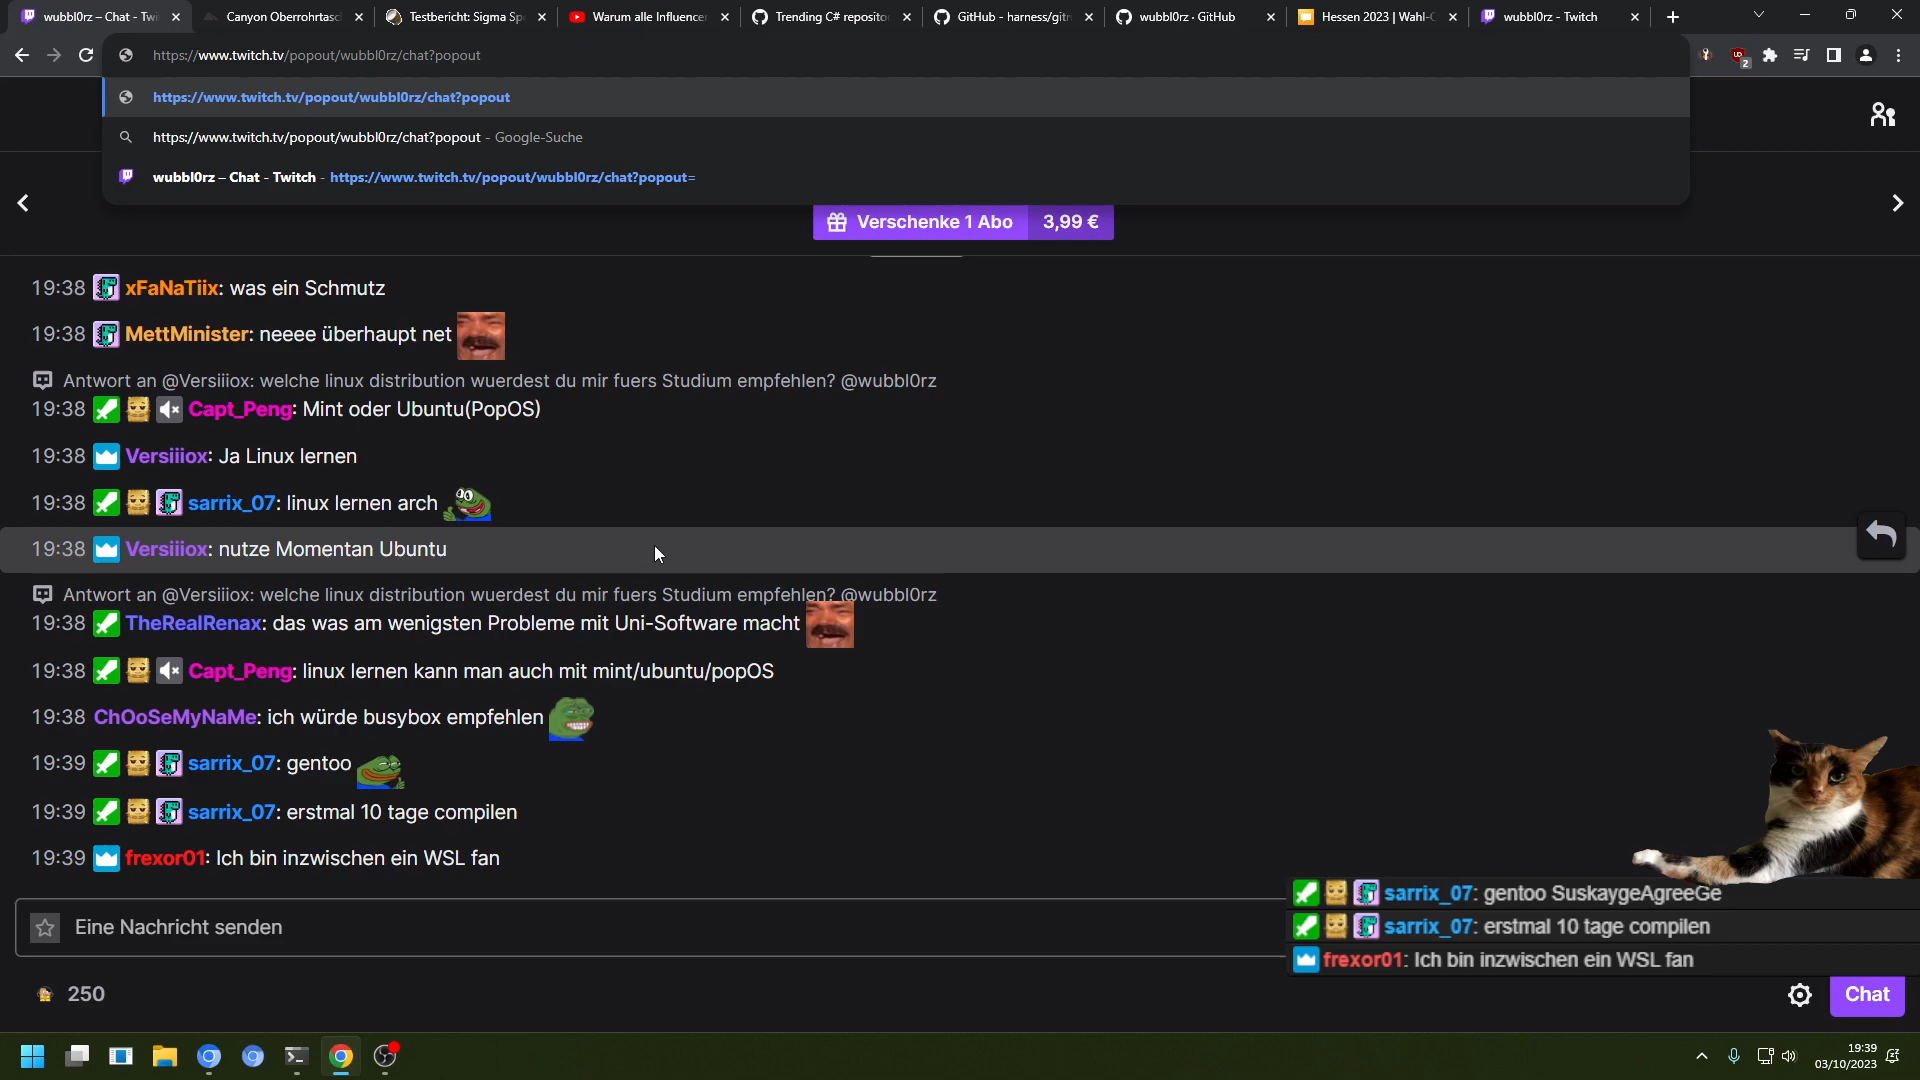 wubbl0rz – Chat - Twi
Canyon Oberrohrtasc
Testbericht: Sigma Sp
Warum alle Influencer
Trending C# reposito
GitHub - harness/gitn
wubbl0rz · GitHub
Hessen 2023 | Wahl-
wubbl0rz - Twitch
https://www.twitch.tv/popout/wubbl0rz/chat?popout
2
https://www.twitch.tv/popout/wubbl0rz/chat?popout
https://www.twitch.tv/popout/wubbl0rz/chat?popout - Google-Suche
wubbl0rz – Chat - Twitch - https://www.twitch.tv/popout/wubbl0rz/chat?popout=
Verschenke 1 Abo 3,99 €
19:38 xFaNaTiix: was ein Schmutz
19:38 MettMinister: neeee überhaupt net
Antwort an @Versiiiox: welche linux distribution wuerdest du mir fuers Studium empfehlen? @wubbl0rz
19:38 Capt_Peng: Mint oder Ubuntu(PopOS)
19:38 Versiiiox: Ja Linux lernen
19:38 sarrix_07: linux lernen arch
19:38 Versiiiox: nutze Momentan Ubuntu
Antwort an @Versiiiox: welche linux distribution wuerdest du mir fuers Studium empfehlen? @wubbl0rz
19:38 TheRealRenax: das was am wenigsten Probleme mit Uni-Software macht
19:38 Capt_Peng: linux lernen kann man auch mit mint/ubuntu/popOS
19:38 ChOoSeMyNaMe: ich würde busybox empfehlen
19:39 sarrix_07: gentoo
19:39 sarrix_07: erstmal 10 tage compilen
19:39 frexor01: Ich bin inzwischen ein WSL fan
sarrix_07: gentoo SuskaygeAgreeGe
sarrix_07: erstmal 10 tage compilen
frexor01: Ich bin inzwischen ein WSL fan
Eine Nachricht senden
250
Chat
19:39
03/10/2023